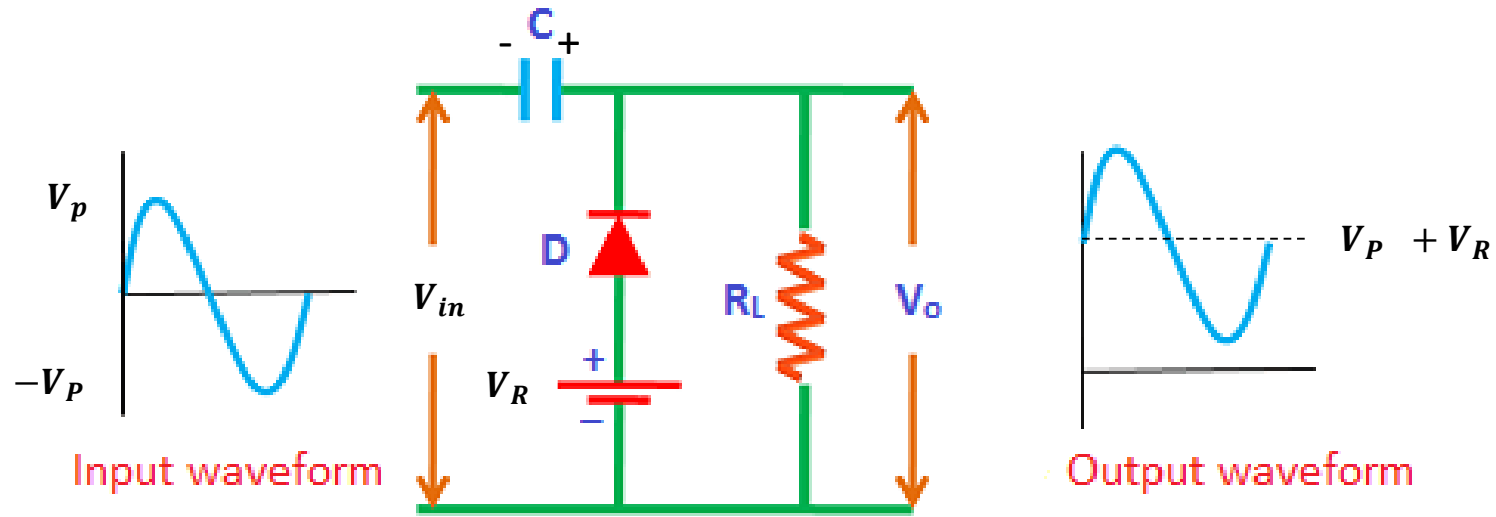 - C +
V_p
-V_P
Input waveform
V_in
D
+
V_R
–
R_L
V_o
V_P + V_R
Output waveform